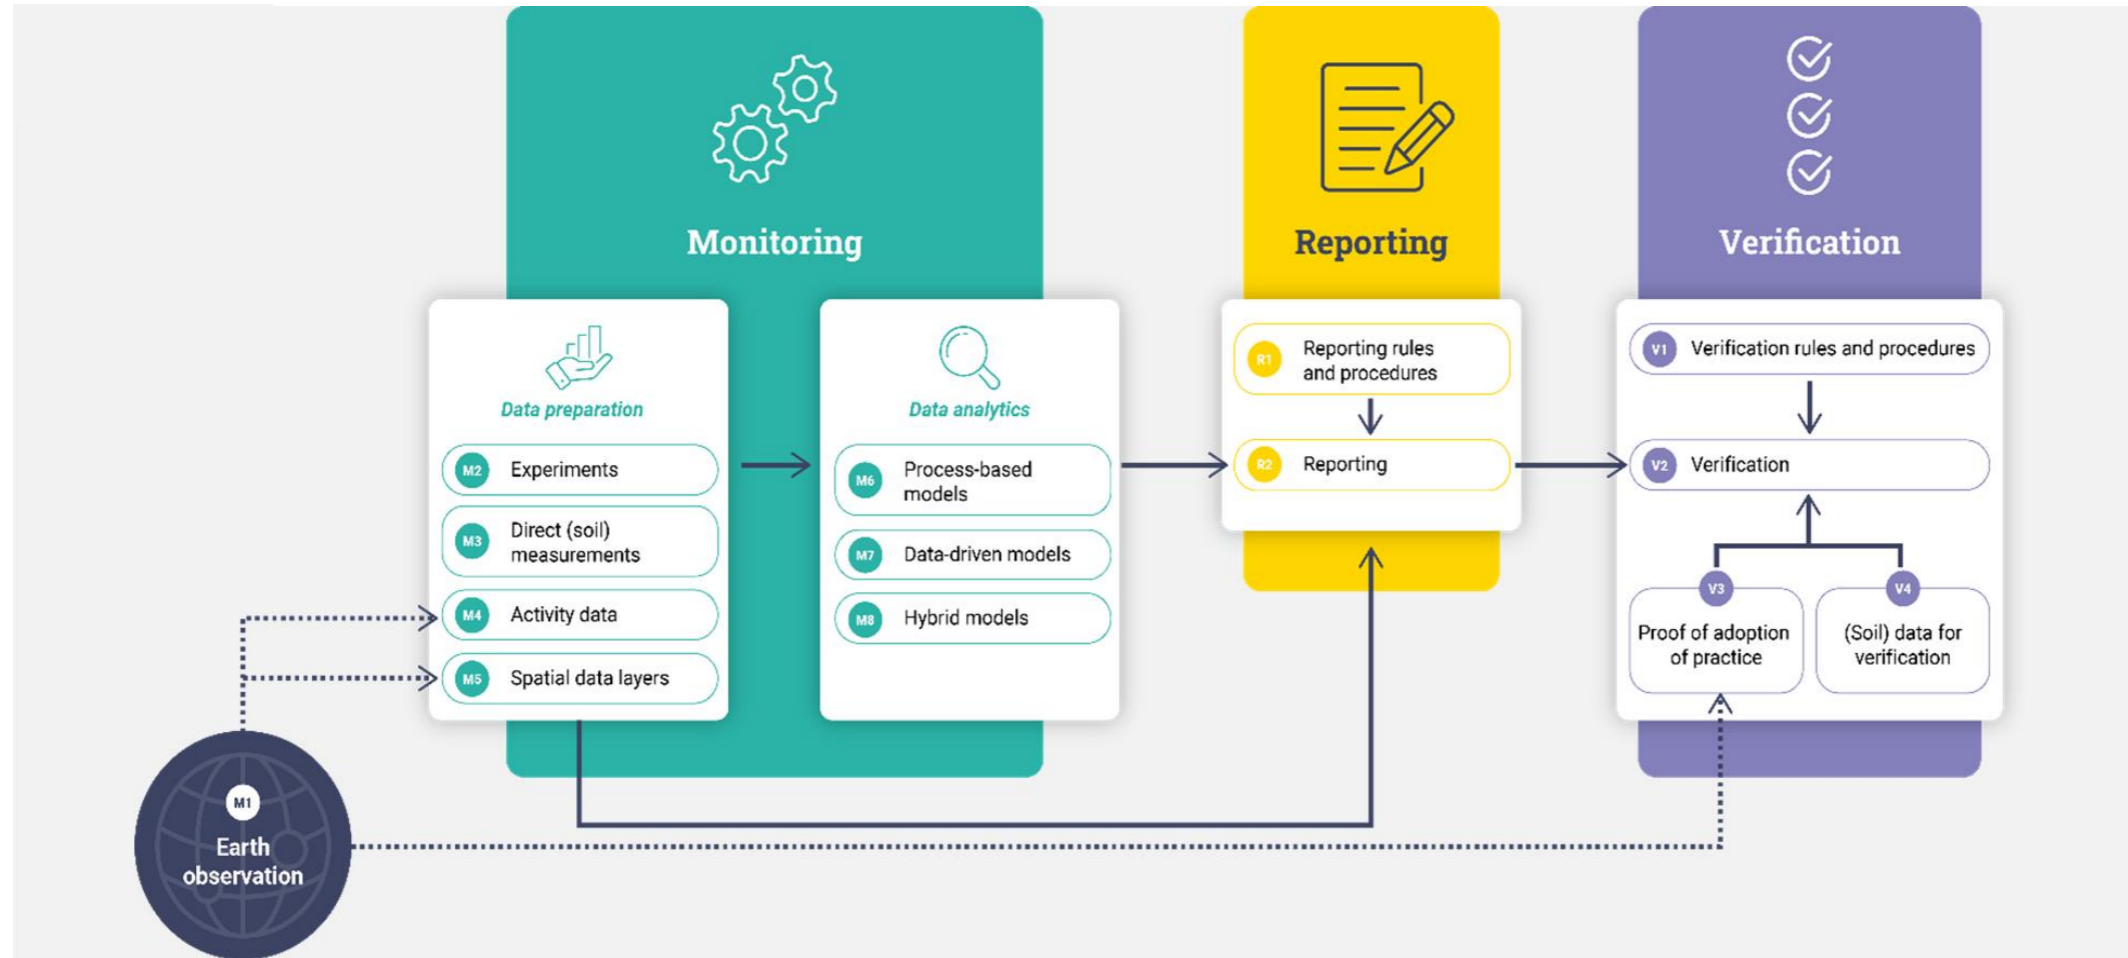 Monitoring
Data preparation
M2
Experiments
M3
Direct (soil)
measurements
M4
Activity data
M5
Spatial data layers
Data analytics
M6
Process-based
models
M7
Data-driven models
M8
Hybrid models
Reporting
R1
Reporting rules
and procedures
R2
Reporting
Verification
V1
Verification rules and procedures
V2
Verification
V3
Proof of adoption
of practice
V4
(Soil) data for
verification
M1
Earth
observation